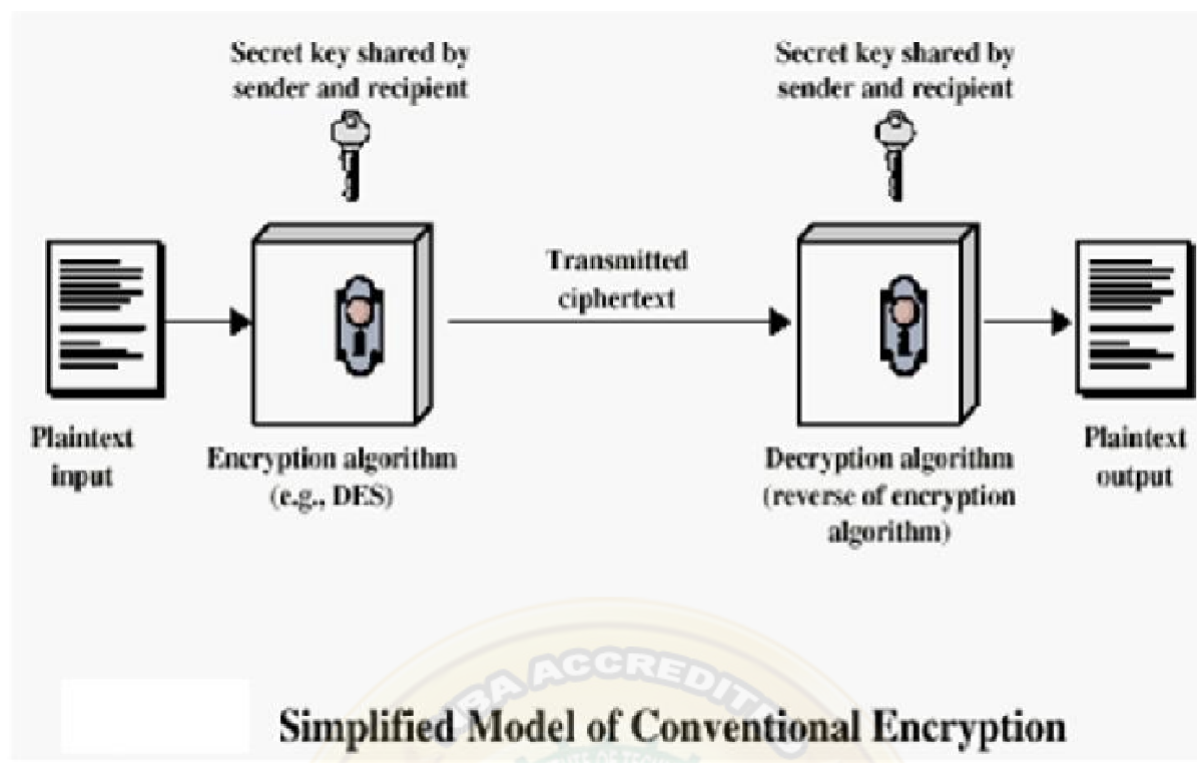 Secret key shared by
sender and recipient
Secret key shared by
sender and recipient
Transmitted
ciphertext
Plaintext
input
Encryption algorithm
(e.g., DES)
Decryption algorithm
(reverse of encryption
algorithm)
Plaintext
output
ACCREDITED
Simplified Model of Conventional Encryption